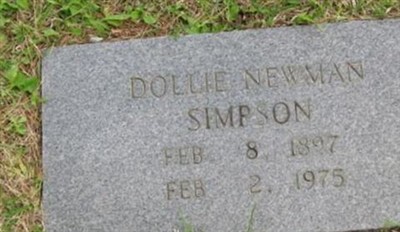 DOLLIE NEWMAN
SIMPSON
FEB 8, 1897
FEB 2, 1975